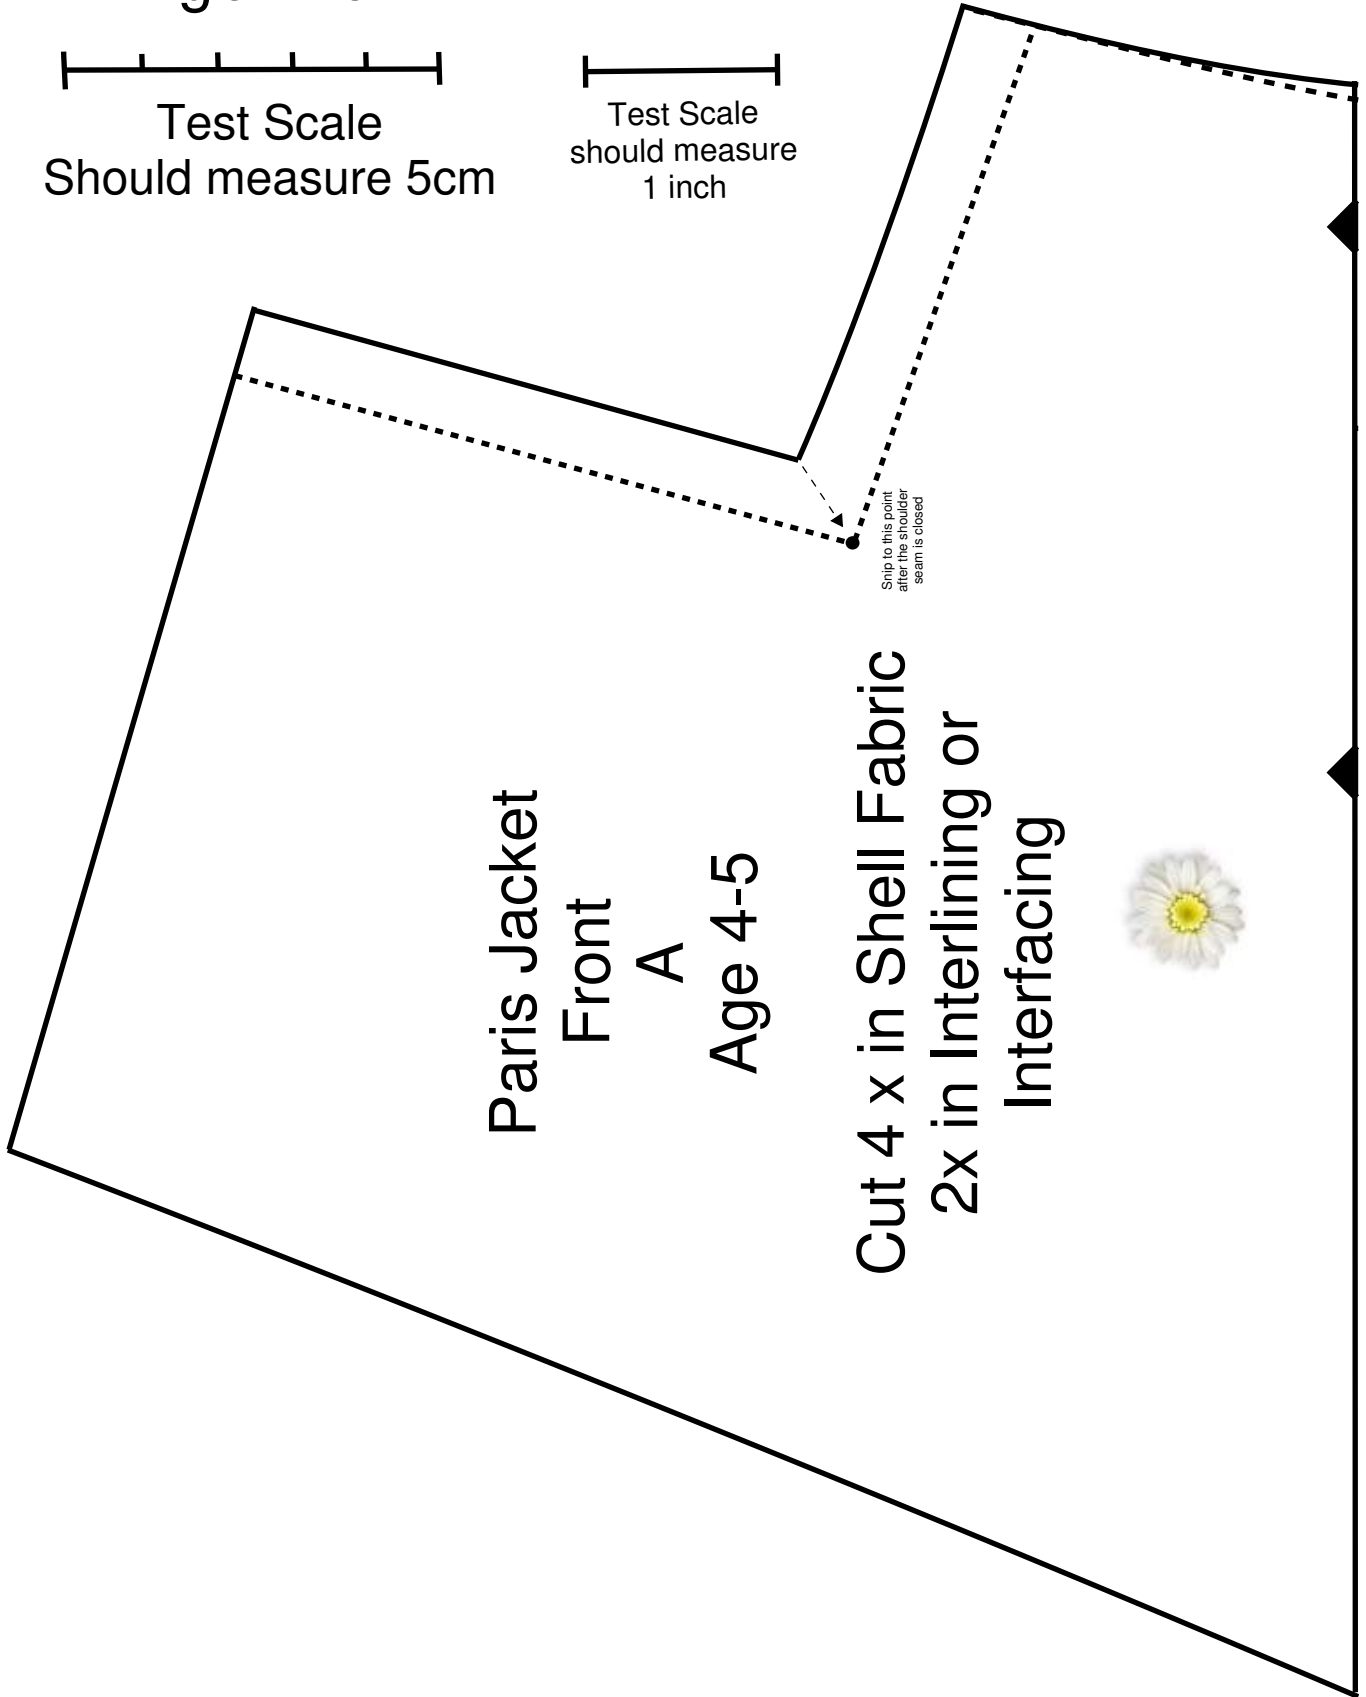 Test Scale
Should measure 5cm
Test Scale
should measure
1 inch
Snip to this point
after the shoulder
seam is closed
Paris Jacket
Front
A
Age 4-5
Cut 4 x in Shell Fabric
2x in Interlining or
Interfacing